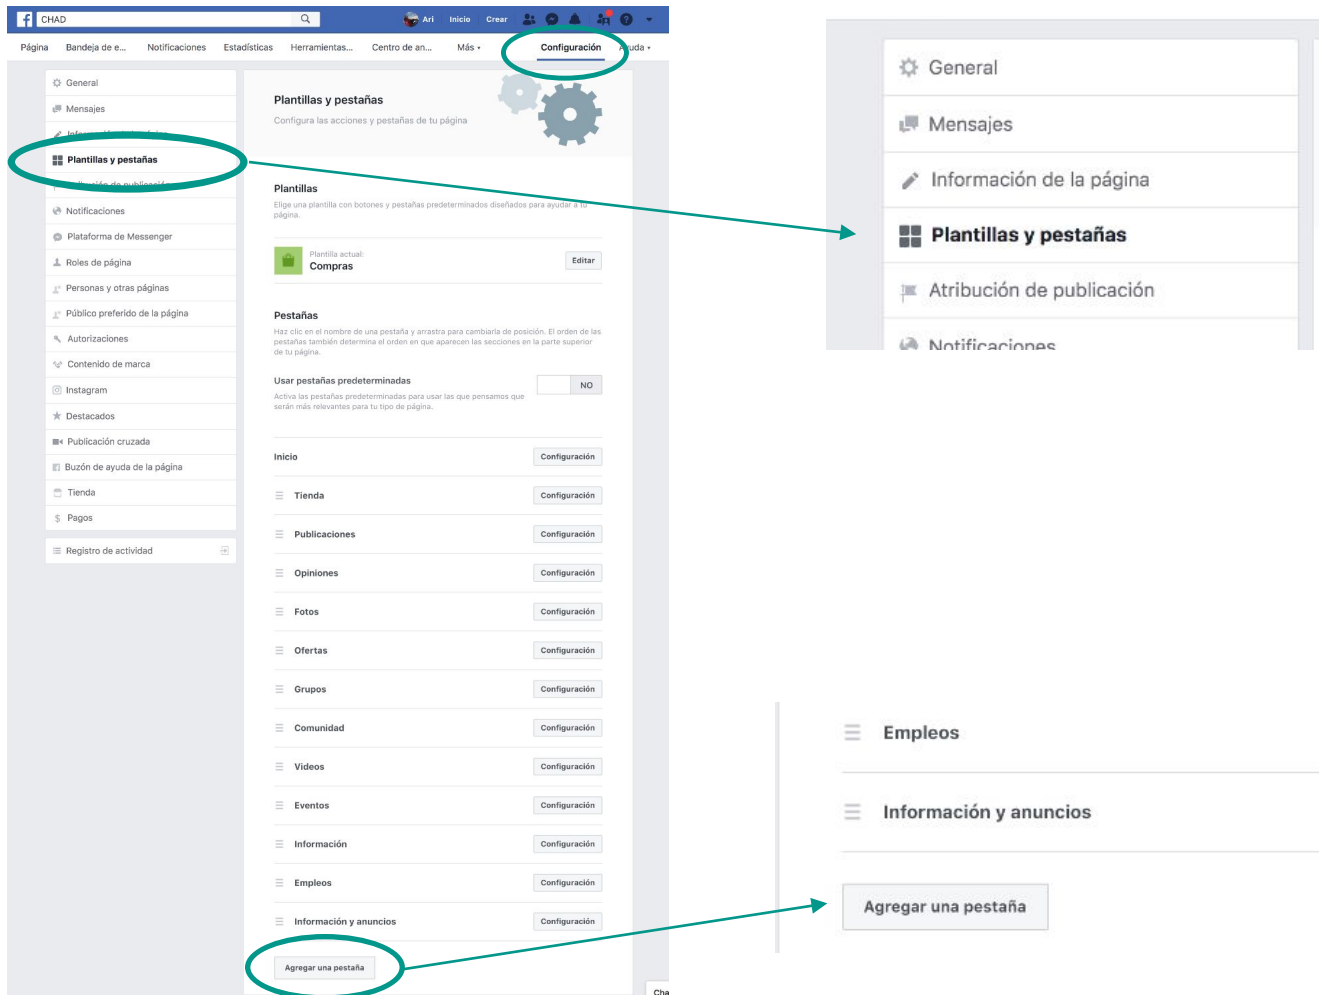 f CHAD
Ari Inicio Crear
Página Bandeja de e... Notificaciones Estadísticas Herramientas... Centro de an... Más Configuración Ayuda
General
Mensajes
Plantillas y pestañas
Notificaciones
Plataforma de Messenger
Roles de página
Personas y otras páginas
Público preferido de la página
Autorizaciones
Contenido de marca
Instagram
Destacados
Publicación cruzada
Buzón de ayuda de la página
Tienda
$ Pagos
Registro de actividad
Plantillas y pestañas
Configura las acciones y pestañas de tu página
Plantillas
Elige una plantilla con botones y pestañas predeterminados diseñados para ayudar a tu
página.
Plantilla actual:
Compras
Editar
Pestañas
Haz clic en el nombre de una pestaña y arrastra para cambiarla de posición. El orden de las
pestañas también determina el orden en que aparecen las secciones en la parte superior
de tu página.
Usar pestañas predeterminadas
NO
Activa las pestañas predeterminadas para usar las que pensamos que
serán más relevantes para tu tipo de página.
Inicio Configuración
Tienda Configuración
Publicaciones Configuración
Opiniones Configuración
Fotos Configuración
Ofertas Configuración
Grupos Configuración
Comunidad Configuración
Videos Configuración
Eventos Configuración
Información Configuración
Empleos Configuración
Información y anuncios Configuración
Agregar una pestaña
Cha
General
Mensajes
Información de la página
Plantillas y pestañas
Atribución de publicación
Notificaciones
Empleos
Información y anuncios
Agregar una pestaña